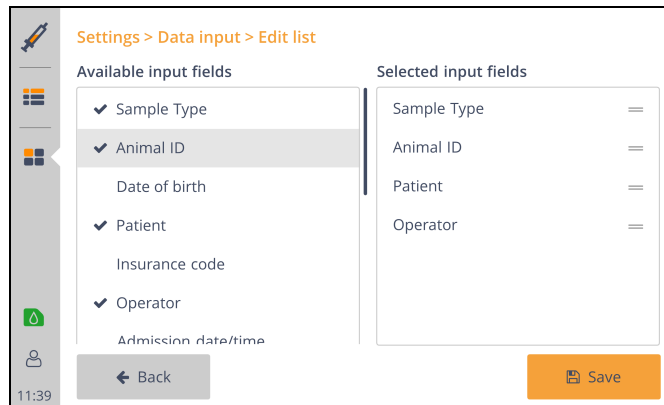 Settings > Data input > Edit list
Available input fields
Sample Type
Animal ID
Date of birth
Patient
Insurance code
Operator
Admission date/time
Selected input fields
Sample Type
Animal ID
Patient
Operator
Back
Save
11:39